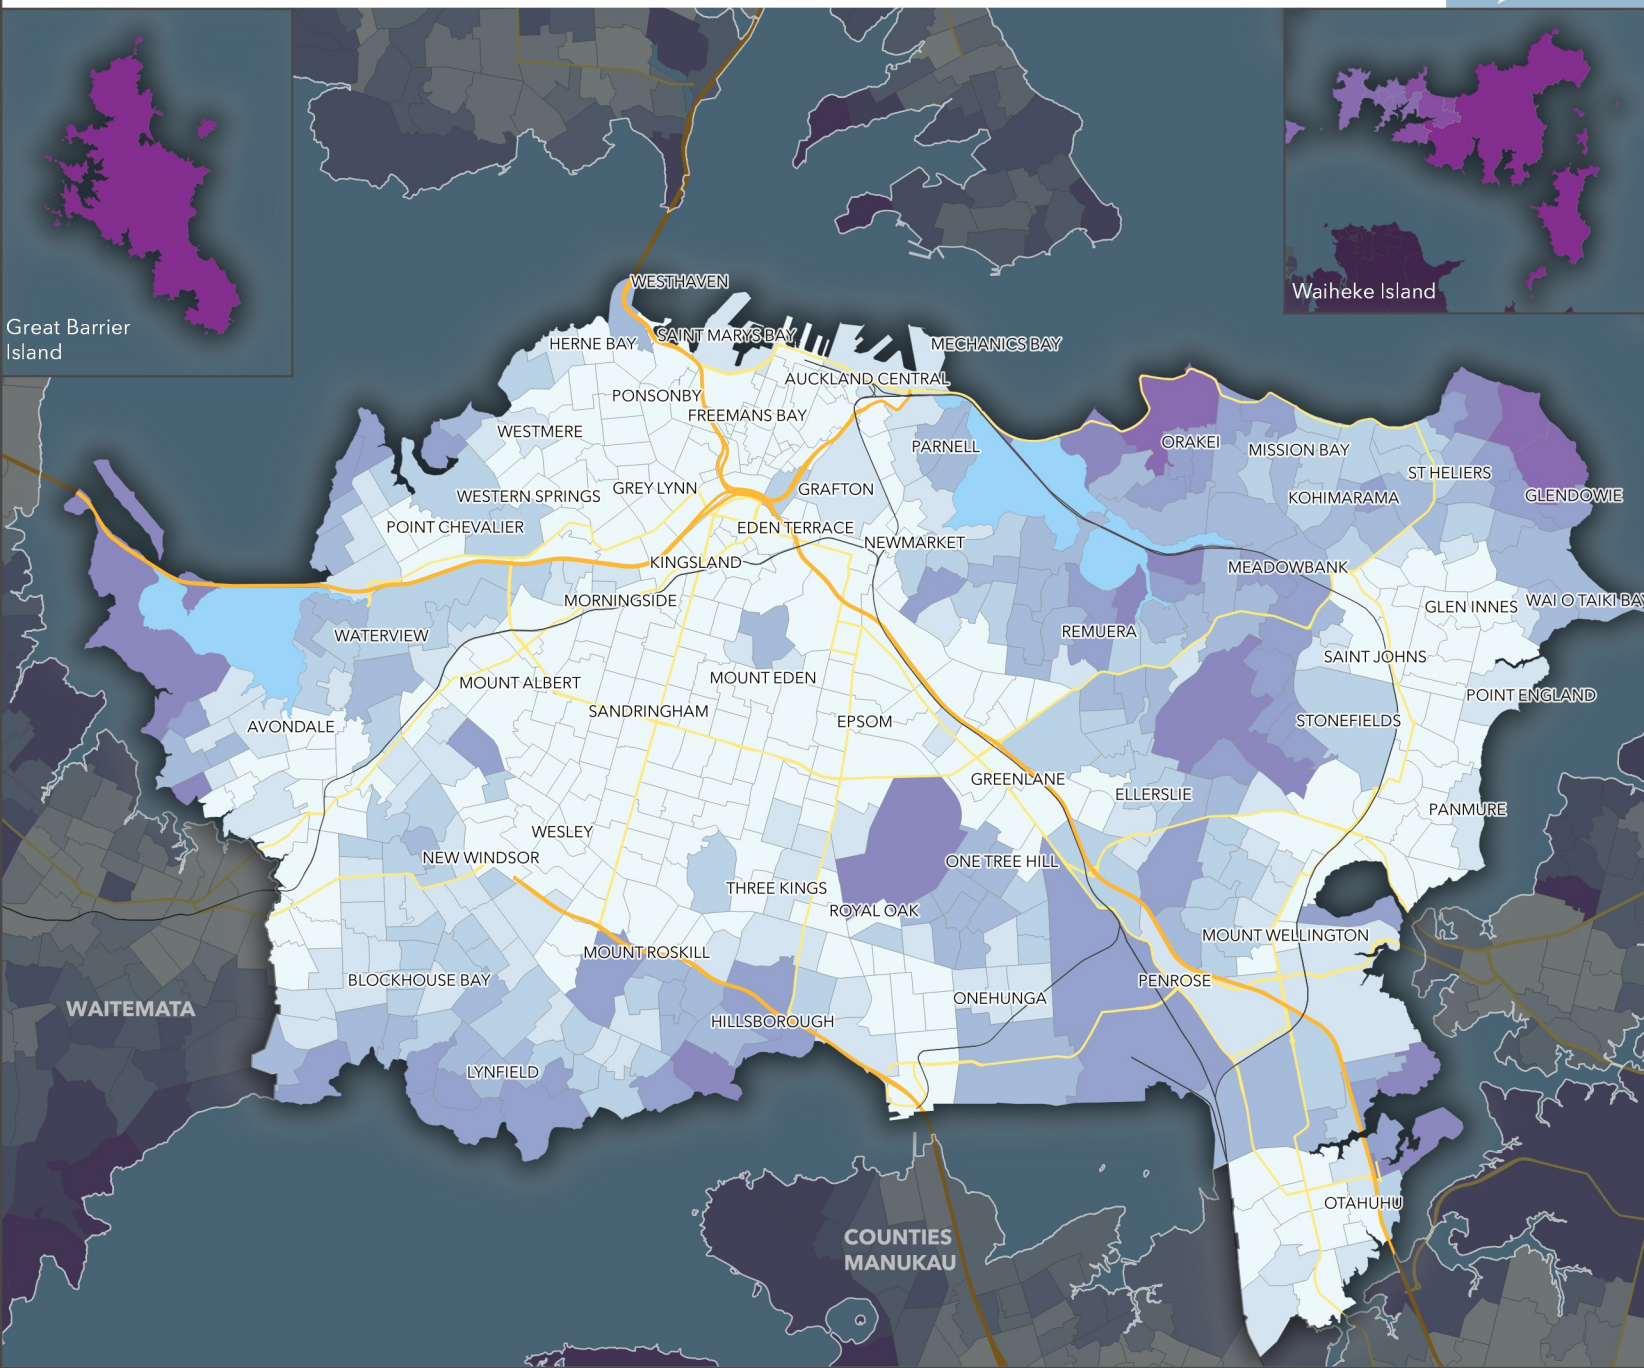 Great Barrier
Island
Waiheke Island
WESTHAVEN
HERNE BAY
SAINT MARYS BAY
MECHANICS BAY
AUCKLAND CENTRAL
PONSONBY
FREEMANS BAY
WESTMERE
PARNELL
ORAKEI
MISSION BAY
ST HELIERS
WESTERN SPRINGS
GREY LYNN
GRAFTON
KOHIMARAMA
GLENDOWIE
POINT CHEVALIER
EDEN TERRACE
NEWMARKET
KINGSLAND
MEADOWBANK
MORNINGSIDE
GLEN INNES
WAI O TAIKI BAY
WATERVIEW
REMUERA
SAINT JOHNS
MOUNT ALBERT
MOUNT EDEN
POINT ENGLAND
SANDRINGHAM
EPSOM
STONEFIELDS
AVONDALE
GREENLANE
ELLERSLIE
PANMURE
WESLEY
NEW WINDSOR
ONE TREE HILL
THREE KINGS
ROYAL OAK
MOUNT WELLINGTON
MOUNT ROSKILL
BLOCKHOUSE BAY
PENROSE
ONEHUNGA
WAITEMATA
HILLSBOROUGH
LYNFIELD
OTAHUHU
COUNTIES
MANUKAU